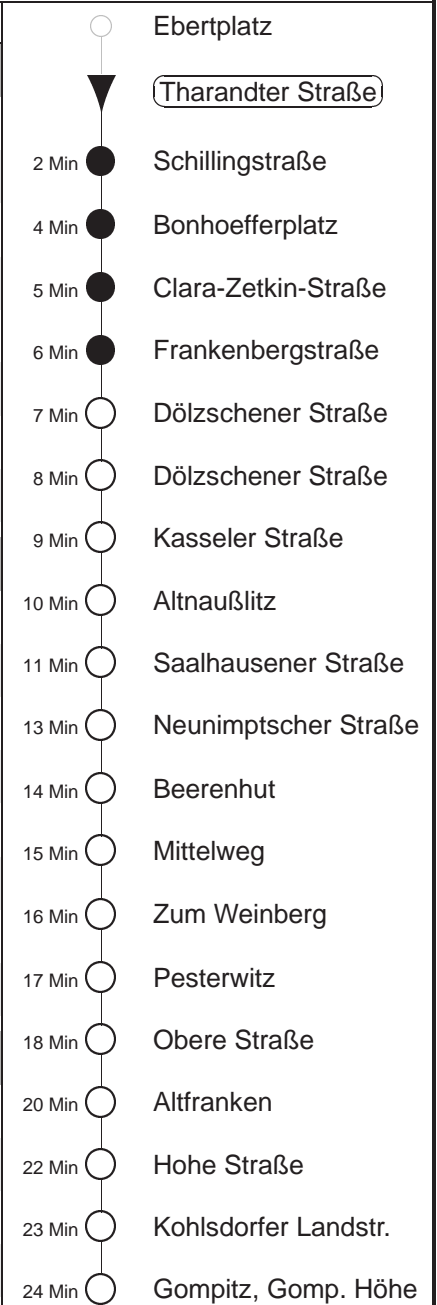 Ebertplatz
Tharandter Straße
2 Min Schillingstraße
4 Min Bonhoefferplatz
5 Min Clara-Zetkin-Straße
6 Min Frankenbergstraße
7 Min Dölzschener Straße
8 Min Dölzschener Straße
9 Min Kasseler Straße
10 Min Altnaußlitz
11 Min Saalhausener Straße
13 Min Neunimptscher Straße
14 Min Beerenhut
15 Min Mittelweg
16 Min Zum Weinberg
17 Min Pesterwitz
18 Min Obere Straße
20 Min Altfranken
22 Min Hohe Straße
23 Min Kohlsdorfer Landstr.
24 Min Gompitz, Gomp. Höhe